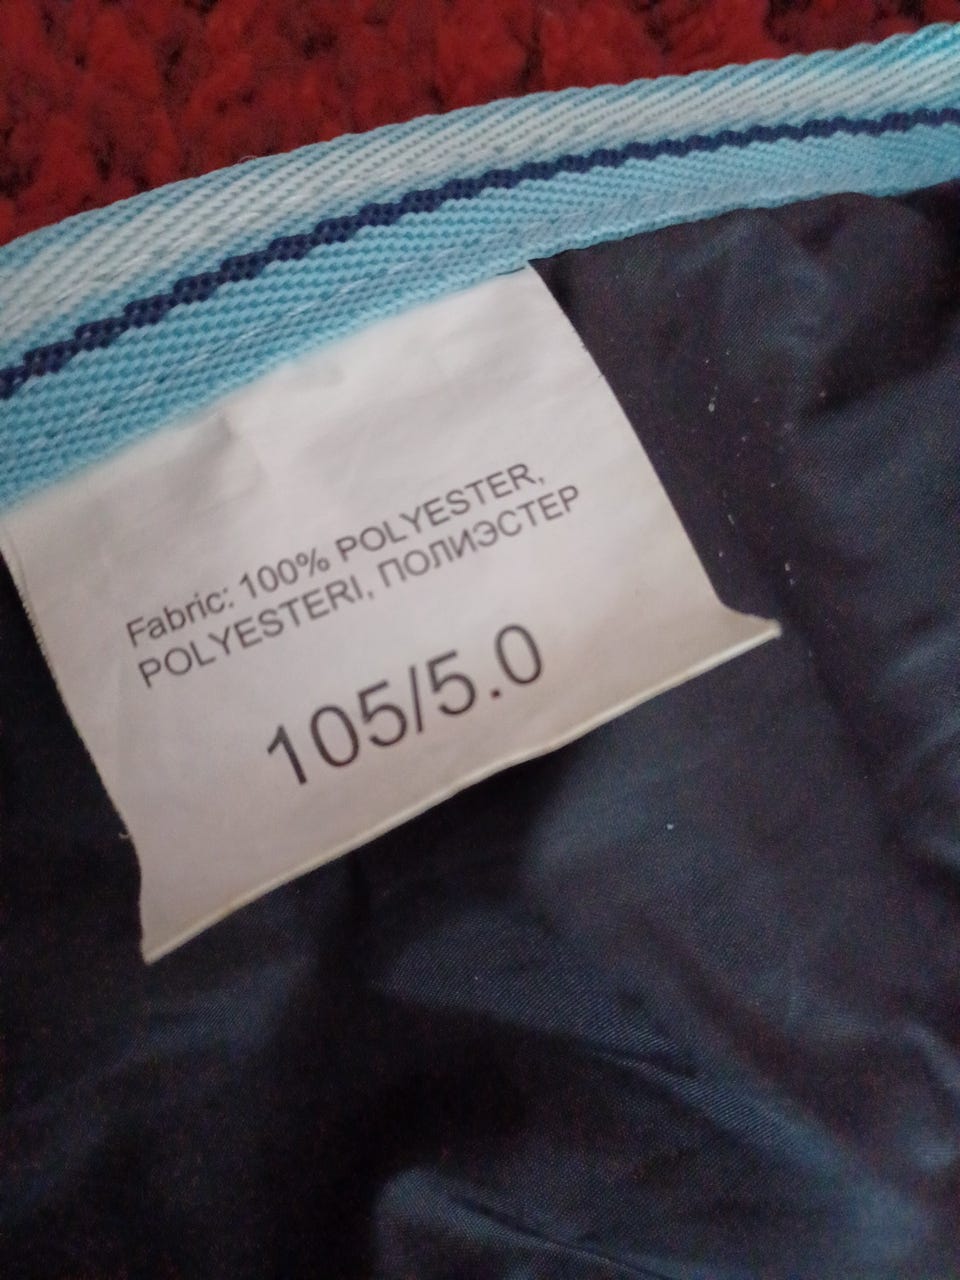 Fabric: 100% POLYESTER,
POLYESTERI, ПОЛИЭСТЕР
105/5.0